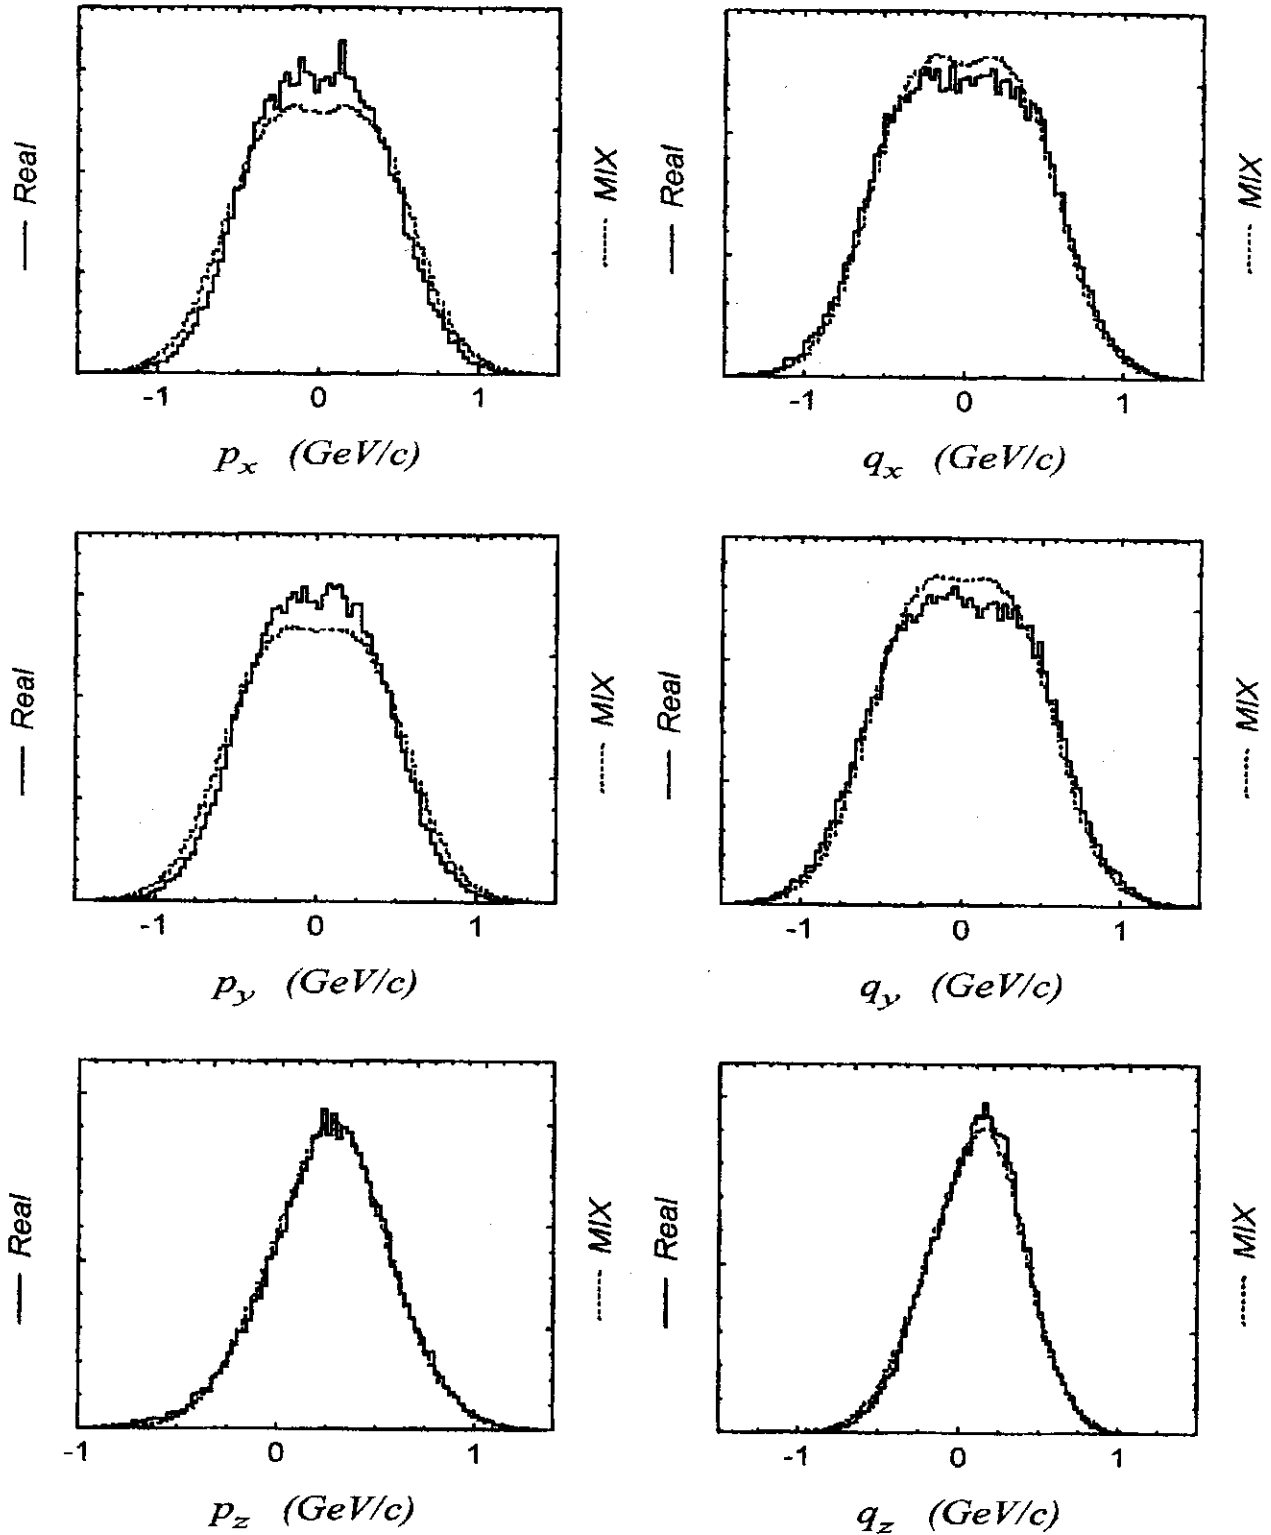 — Real
-1 0 1
p_x (GeV/c)
------ MIX
— Real
-1 0 1
q_x (GeV/c)
------ MIX
— Real
-1 0 1
p_y (GeV/c)
------ MIX
— Real
-1 0 1
q_y (GeV/c)
------ MIX
— Real
-1 0 1
p_z (GeV/c)
------ MIX
— Real
-1 0 1
q_z (GeV/c)
------ MIX